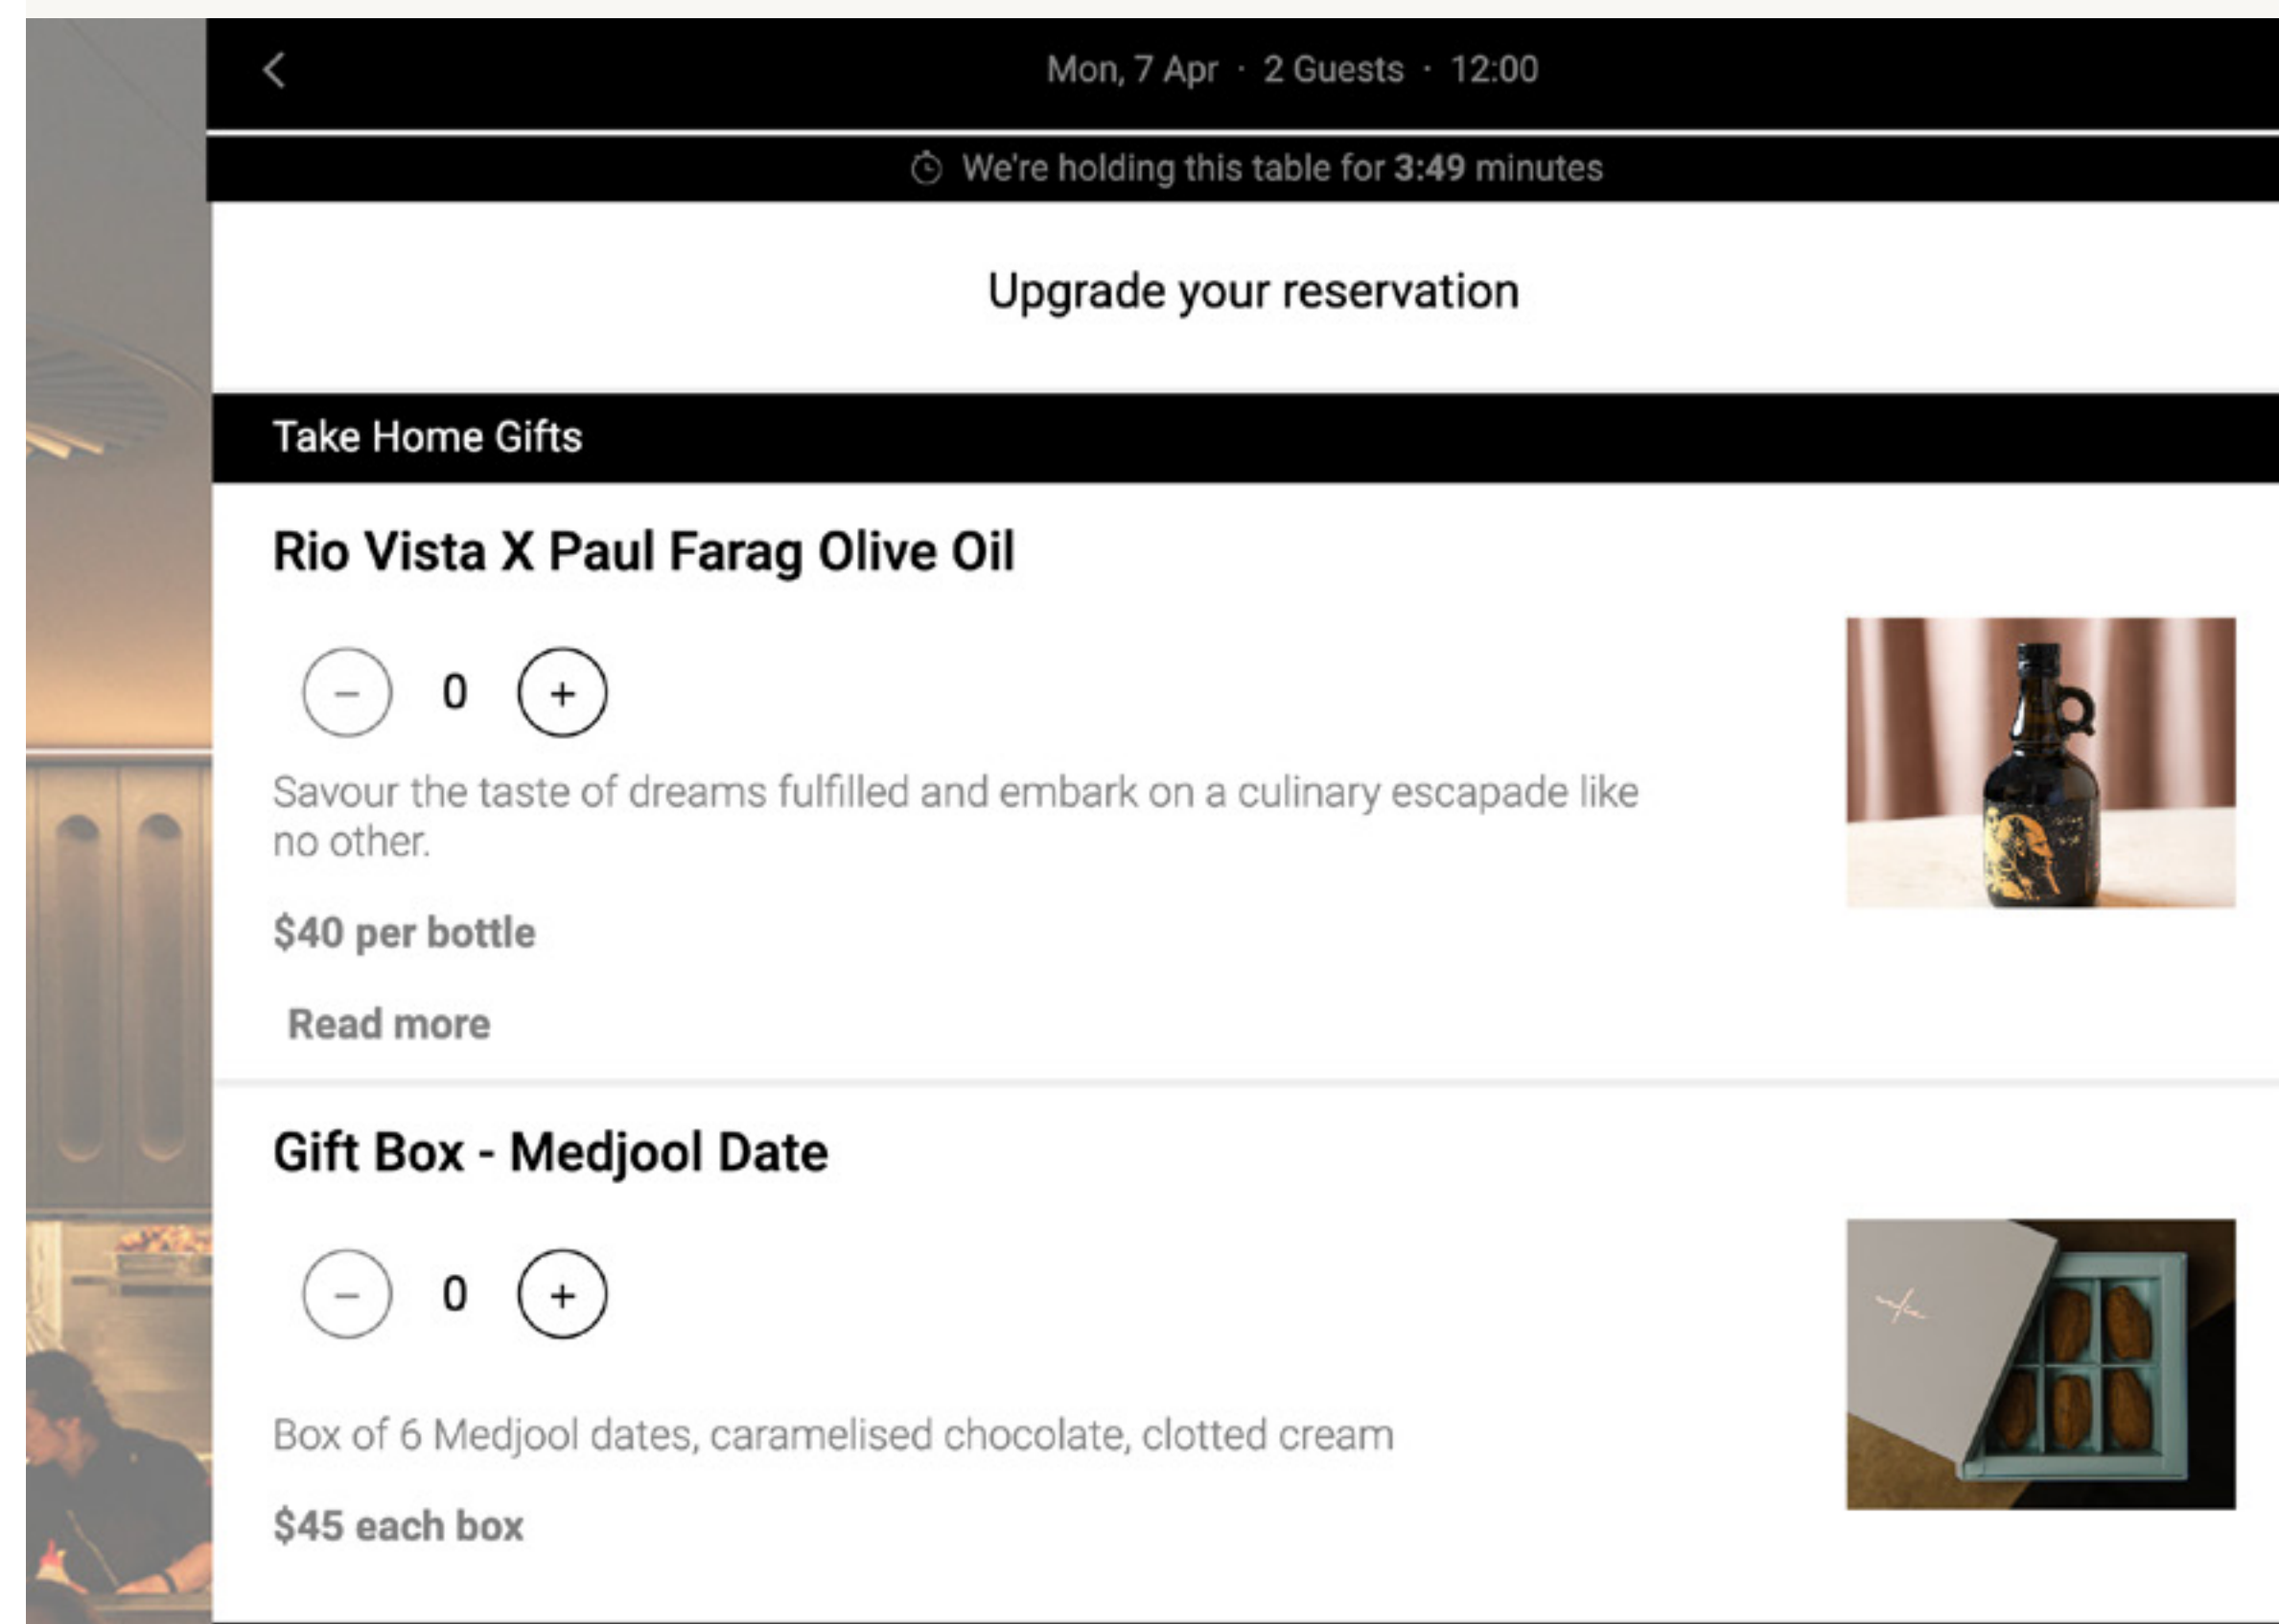 Mon, 7 Apr · 2 Guests · 12:00
We're holding this table for 3:49 minutes
Upgrade your reservation
Take Home Gifts
Rio Vista X Paul Farag Olive Oil
− 0 +
Savour the taste of dreams fulfilled and embark on a culinary escapade like
no other.
$40 per bottle
Read more
Gift Box - Medjool Date
− 0 +
Box of 6 Medjool dates, caramelised chocolate, clotted cream
$45 each box